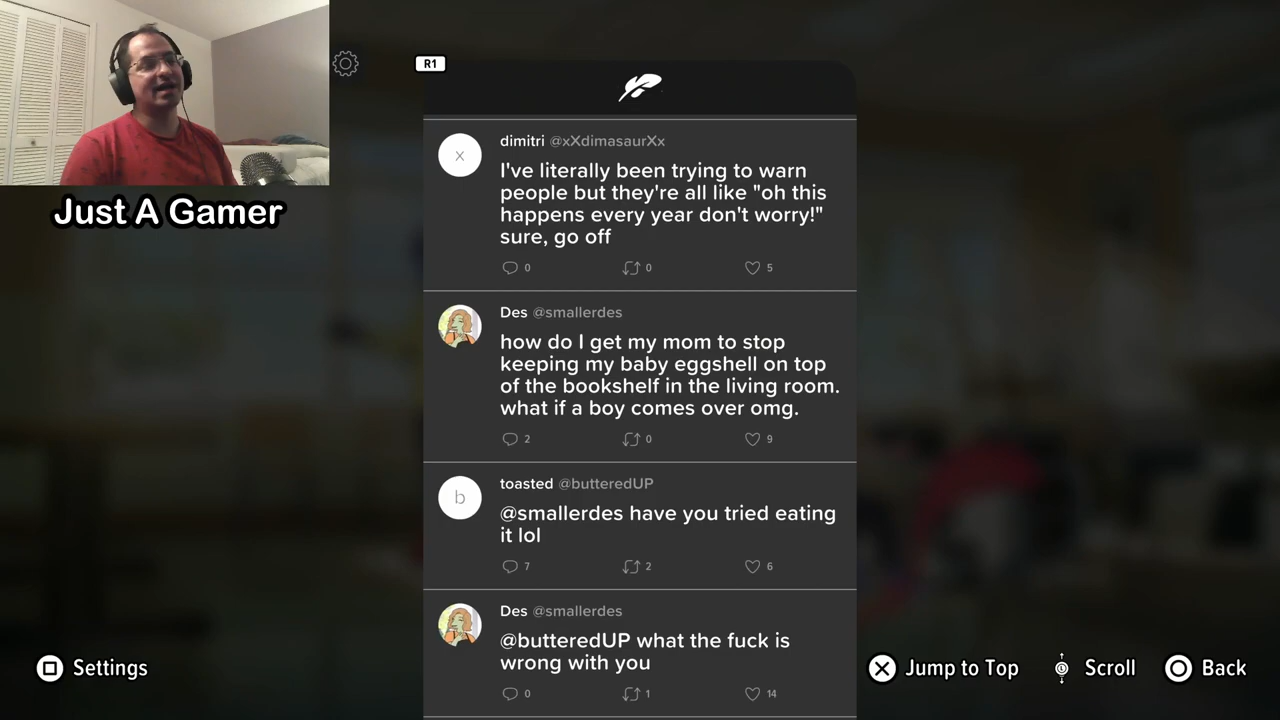 Just A Gamer
R1
x
dimitri @xXdimasaurXx
I've literally been trying to warn
people but they're all like "oh this
happens every year don't worry!"
sure, go off
0 0 5
Des @smallerdes
how do I get my mom to stop
keeping my baby eggshell on top
of the bookshelf in the living room.
what if a boy comes over omg.
2 0 9
b
toasted @butteredUP
@smallerdes have you tried eating
it lol
7 2 6
Des @smallerdes
@butteredUP what the fuck is
wrong with you
0 1 14
Settings
Jump to Top
Scroll
Back